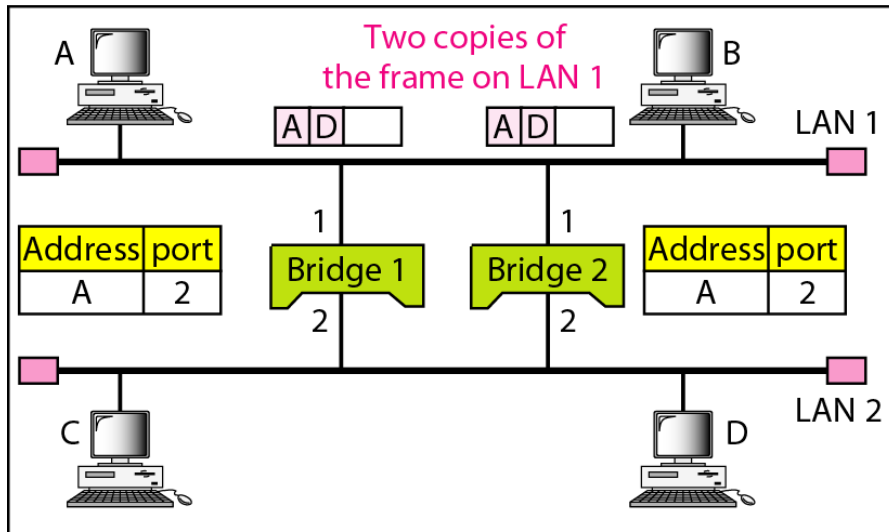 A
Two copies of
the frame on LAN 1
B
A D
A D
LAN 1
1
1
Address port
A 2
Bridge 1
Bridge 2
Address port
A 2
2
2
C
D
LAN 2